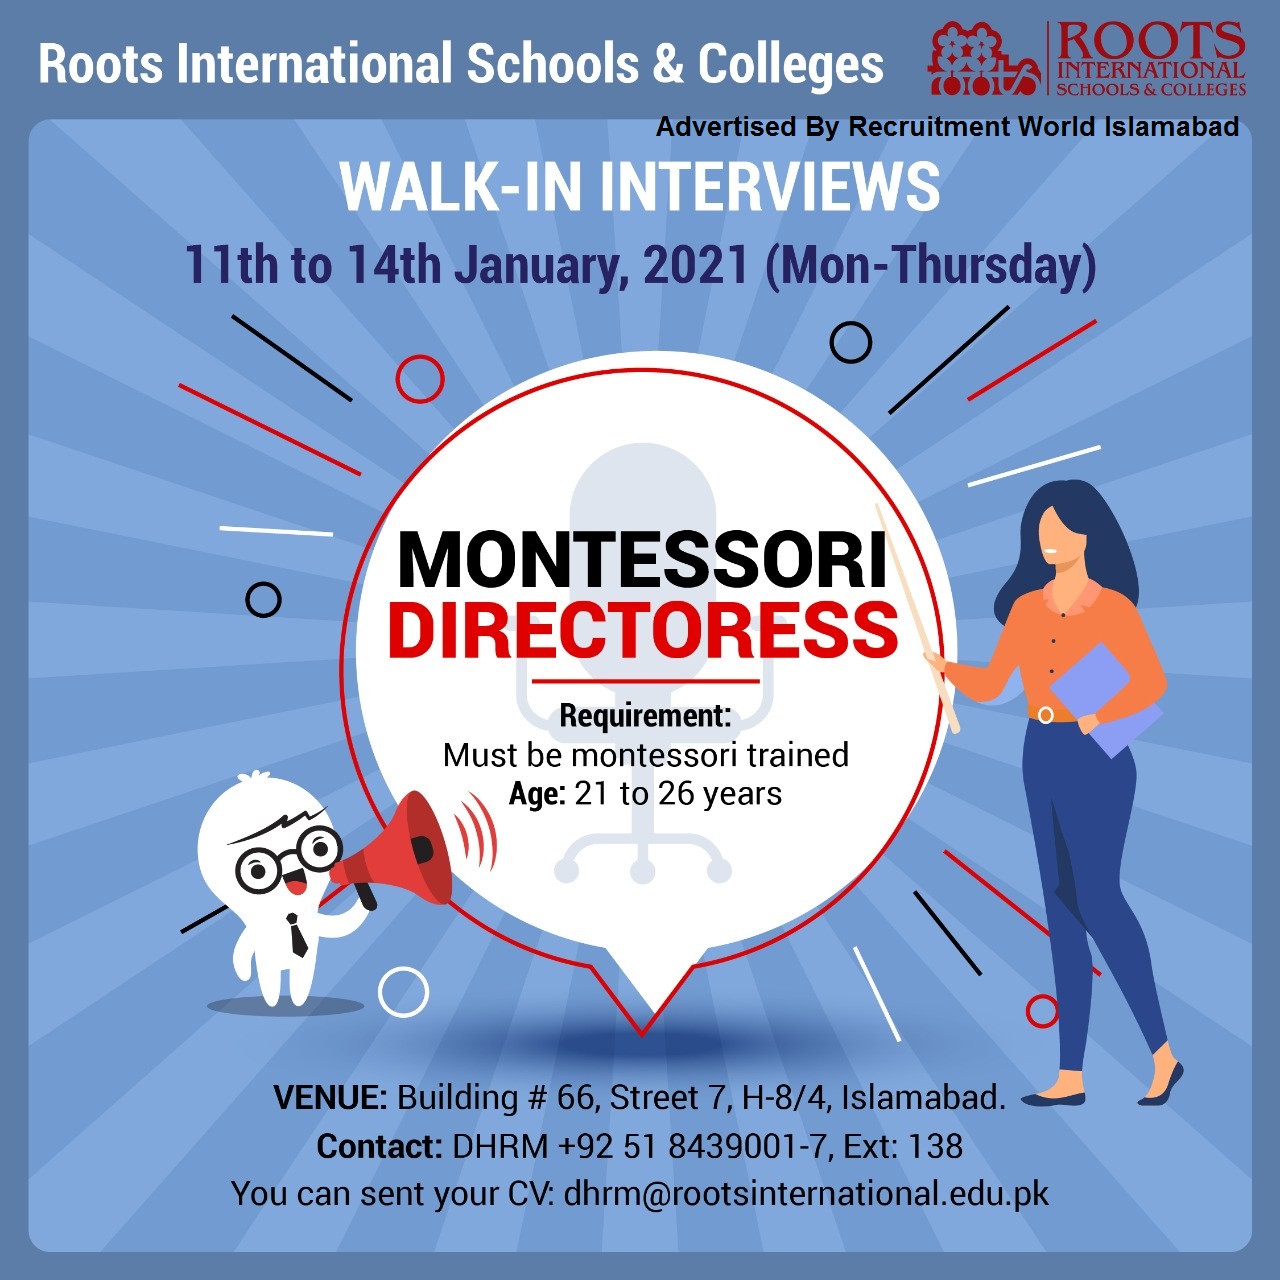 Roots International Schools & Colleges
ROOTS
INTERNATIONAL
SCHOOLS & COLLEGES
Advertised By Recruitment World Islamabad
WALK-IN INTERVIEWS
11th to 14th January, 2021 (Mon-Thursday)
MONTESSORI
DIRECTORESS
Requirement:
Must be montessori trained
Age: 21 to 26 years
VENUE: Building # 66, Street 7, H-8/4, Islamabad.
Contact: DHRM +92 51 8439001-7, Ext: 138
You can sent your CV: dhrm@rootsinternational.edu.pk